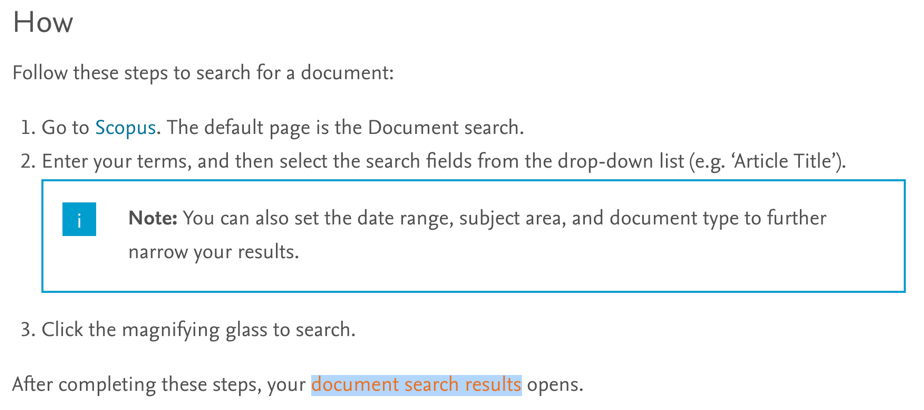 How
Follow these steps to search for a document:
1. Go to Scopus. The default page is the Document search.
2. Enter your terms, and then select the search fields from the drop-down list (e.g. ‘Article Title’).
i Note: You can also set the date range, subject area, and document type to further
narrow your results.
3. Click the magnifying glass to search.
After completing these steps, your document search results opens.